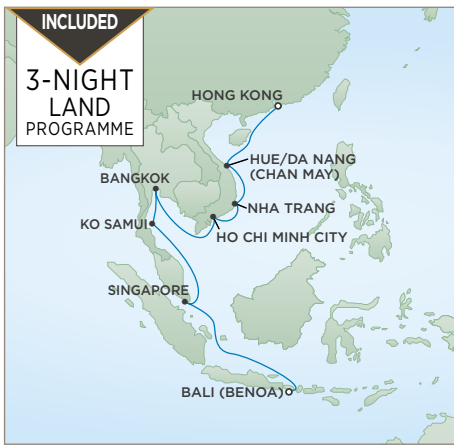 INCLUDED
3-NIGHT
LAND
PROGRAMME
HONG KONG
HUE/DA NANG
(CHAN MAY)
BANGKOK
NHA TRANG
KO SAMUI
HO CHI MINH CITY
SINGAPORE
BALI (BENOA)